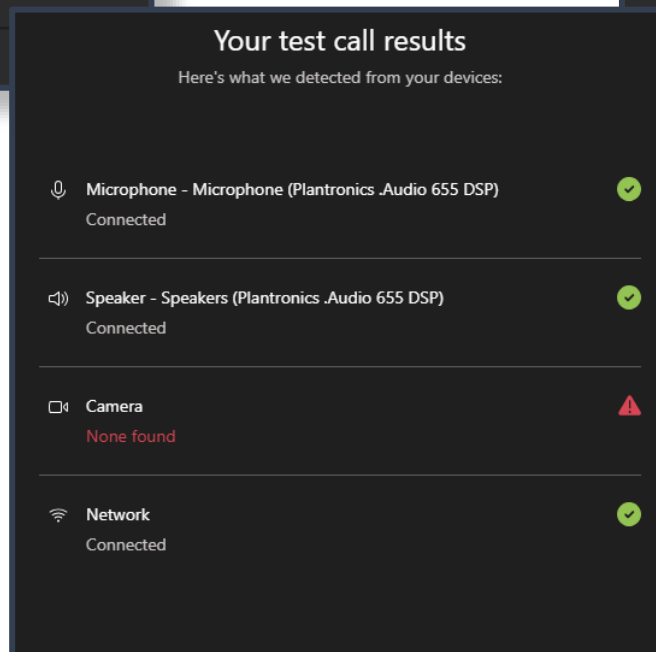 Your test call results
Here's what we detected from your devices:
Microphone - Microphone (Plantronics .Audio 655 DSP)
Connected
Speaker - Speakers (Plantronics .Audio 655 DSP)
Connected
Camera
None found
Network
Connected